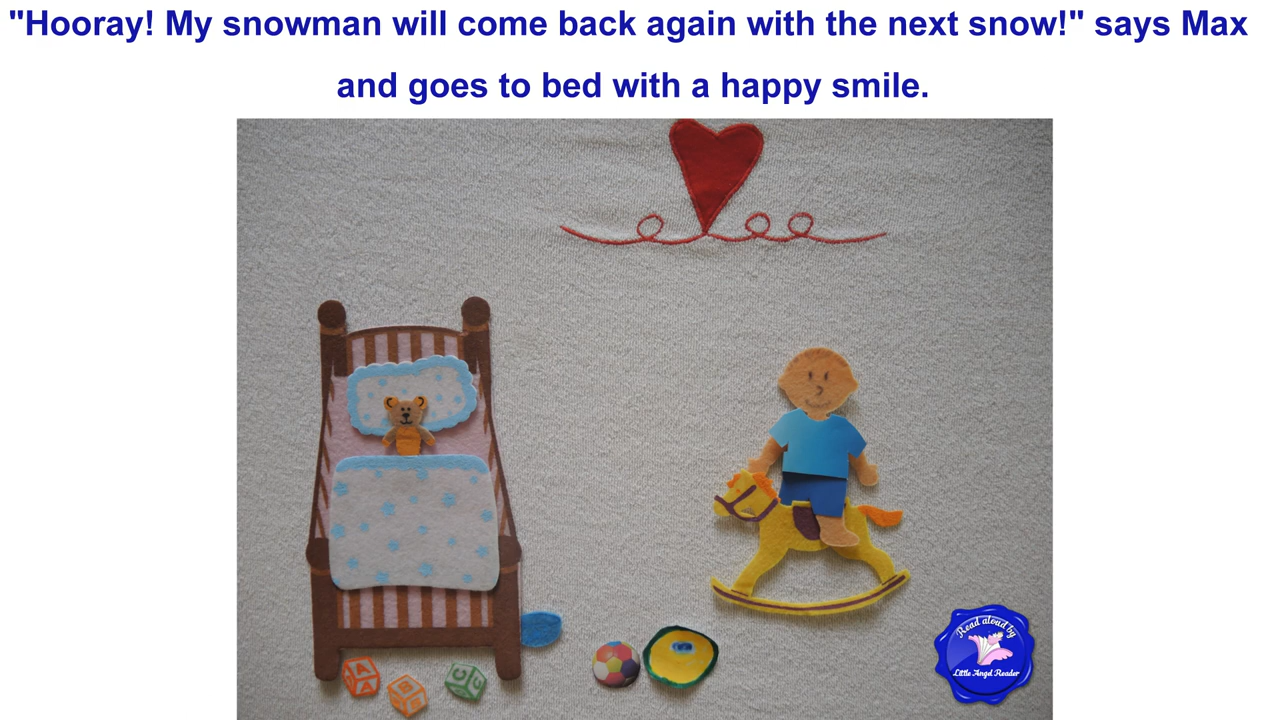 "Hooray! My snowman will come back again with the next snow!" says Max
and goes to bed with a happy smile.
A
A
B
B
C
C
Read aloud by
Little Angel Reader